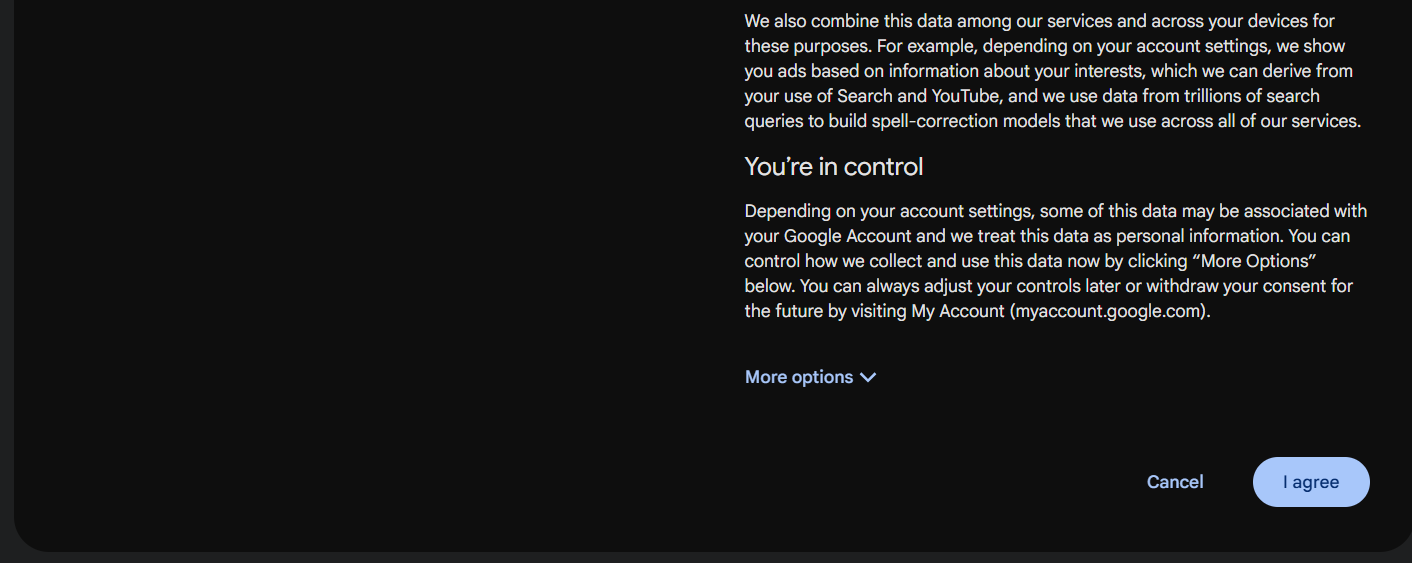 We also combine this data among our services and across your devices for
these purposes. For example, depending on your account settings, we show
you ads based on information about your interests, which we can derive from
your use of Search and YouTube, and we use data from trillions of search
queries to build spell-correction models that we use across all of our services.
You’re in control
Depending on your account settings, some of this data may be associated with
your Google Account and we treat this data as personal information. You can
control how we collect and use this data now by clicking “More Options”
below. You can always adjust your controls later or withdraw your consent for
the future by visiting My Account (myaccount.google.com).
More options
Cancel
I agree